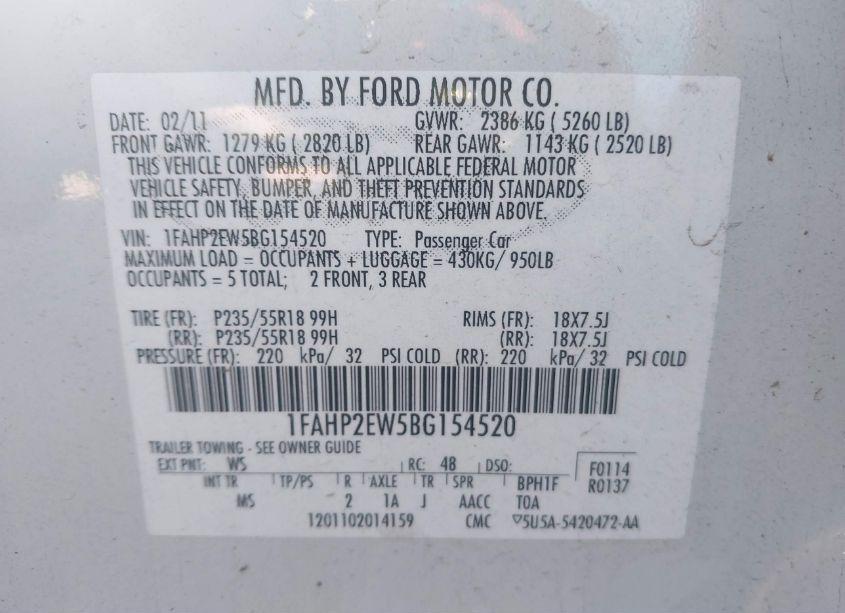 MFD. BY FORD MOTOR CO.
DATE: 02/11 GVWR: 2386 KG ( 5260 LB)
FRONT GAWR: 1279 KG ( 2820 LB) REAR GAWR: 1143 KG ( 2520 LB)
THIS VEHICLE CONFORMS TO ALL APPLICABLE FEDERAL MOTOR
VEHICLE SAFETY, BUMPER, AND THEFT PREVENTION STANDARDS
IN EFFECT ON THE DATE OF MANUFACTURE SHOWN ABOVE.
VIN: 1FAHP2EW5BG154520 TYPE: Passenger Car
MAXIMUM LOAD = OCCUPANTS + LUGGAGE = 430KG/ 950LB
OCCUPANTS = 5 TOTAL; 2 FRONT, 3 REAR
TIRE (FR): P235/55R18 99H RIMS (FR): 18X7.5J
(RR): P235/55R18 99H (RR): 18X7.5J
PRESSURE (FR): 220 kPa/ 32 PSI COLD (RR): 220 kPa/ 32 PSI COLD
1FAHP2EW5BG154520
TRAILER TOWING - SEE OWNER GUIDE
EXT PNT: WS RC: 48 DSO: F0114
INT TR TP/PS R AXLE TR SPR BPH1F R0137
MS 2 1A J AACC TOA
1201102014159 CMC ▽5U5A-5420472-AA